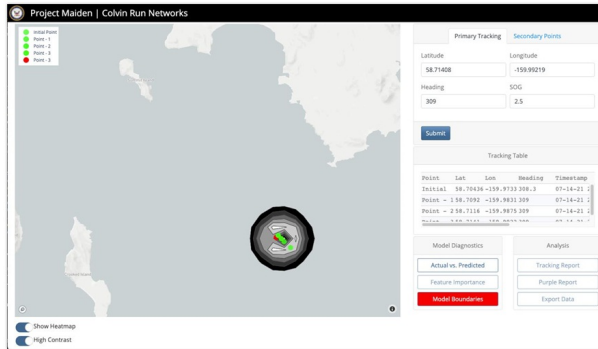 Project Maiden | Colvin Run Networks
Initial Point
Point - 1
Point - 2
Point - 3
Point - 3
Primary Tracking Secondary Points
Latitude Longitude
58.71408 -159.99219
Heading SOG
309 2.5
Submit
Tracking Table
Point Lat Lon Heading Timestamp
Initial 58.70436 -159.9733 308.3 07-14-21
Point - 1 58.7092 -159.9831 309 07-14-21
Point - 2 58.7116 -159.9875 309 07-14-21
Model Diagnostics Analysis
Actual vs. Predicted Tracking Report
Feature Importance Purple Report
Model Boundaries Export Data
Show Heatmap
High Contrast